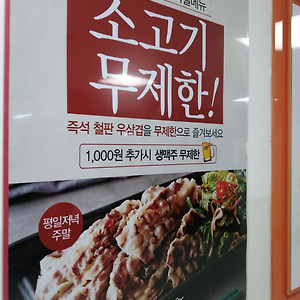 메뉴
소고기
무제한!
즉석 철판 우삼겹을 무제한으로 즐겨보세요
1,000원 추가시 생맥주 무제한
평일저녁
주말